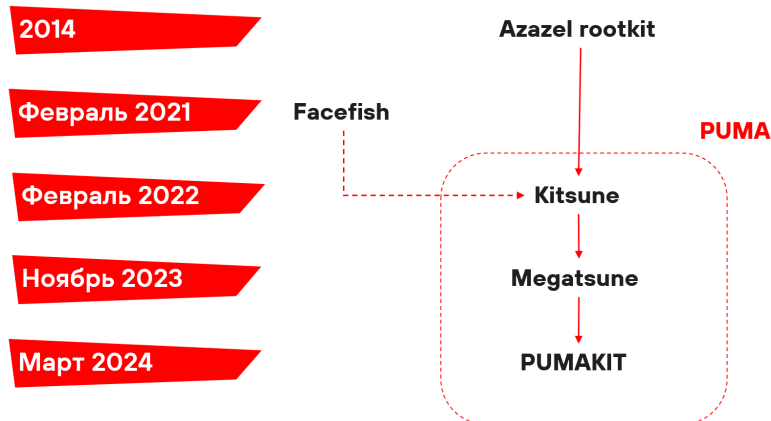 2014
Azazel rootkit
Февраль 2021
Facefish
PUMA
Февраль 2022
Kitsune
Ноябрь 2023
Megatsune
Март 2024
PUMAKIT